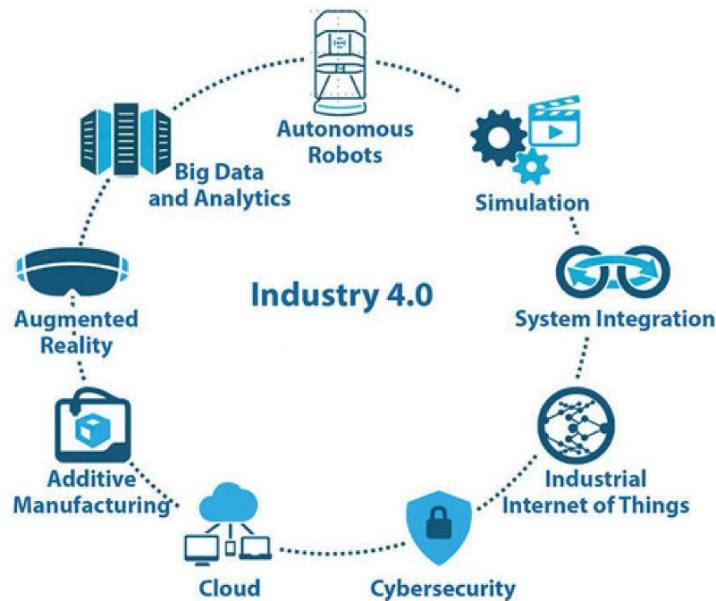 Autonomous
Robots
Big Data
and Analytics
Simulation
Industry 4.0
Augmented
Reality
System Integration
Additive
Manufacturing
Industrial
Internet of Things
Cloud
Cybersecurity